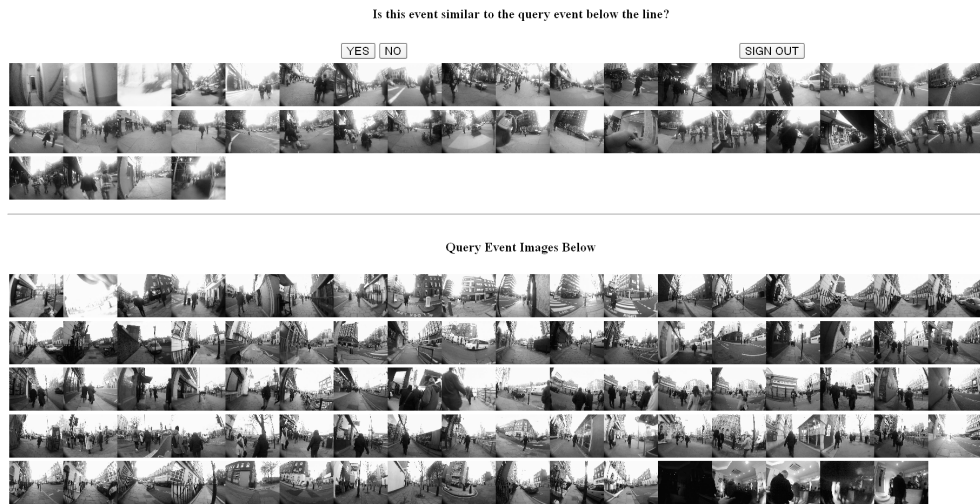 Is this event similar to the query event below the line?
YES NO SIGN OUT
Query Event Images Below